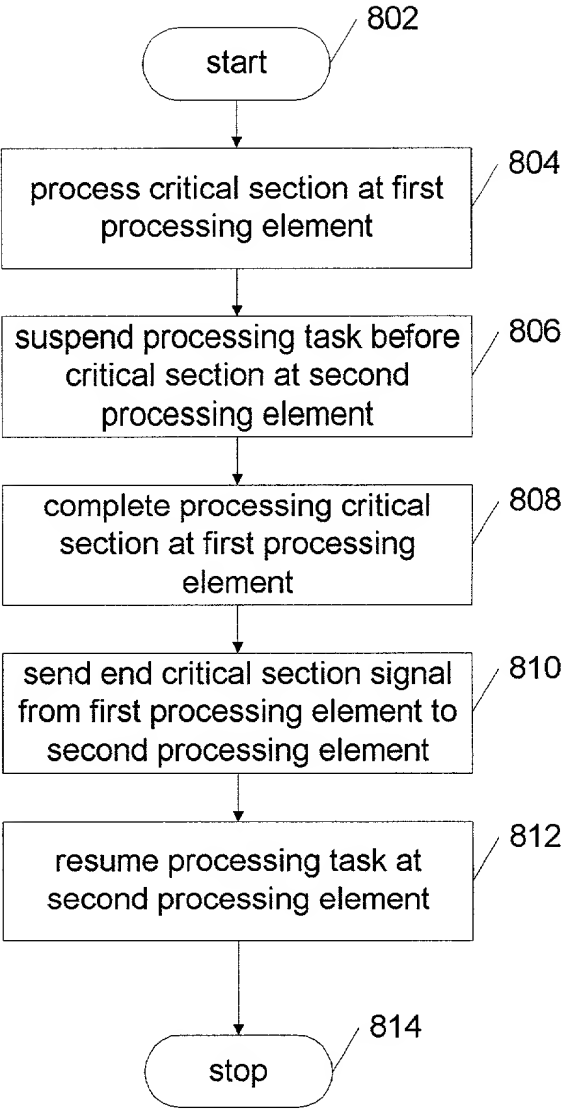 802
start
804
process critical section at first
processing element
806
suspend processing task before
critical section at second
processing element
808
complete processing critical
section at first processing
element
810
send end critical section signal
from first processing element to
second processing element
812
resume processing task at
second processing element
814
stop